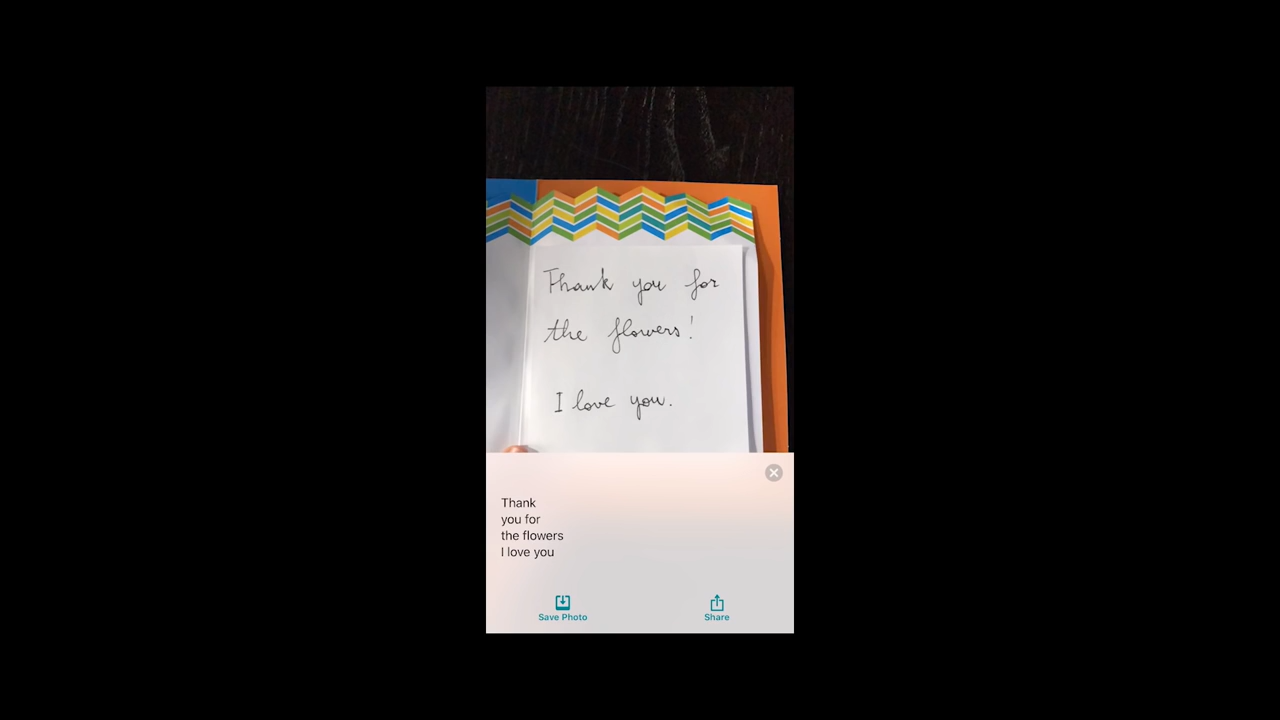 Thank you for
the flowers!
I love you.
Thank
you for
the flowers
I love you
Save Photo
Share